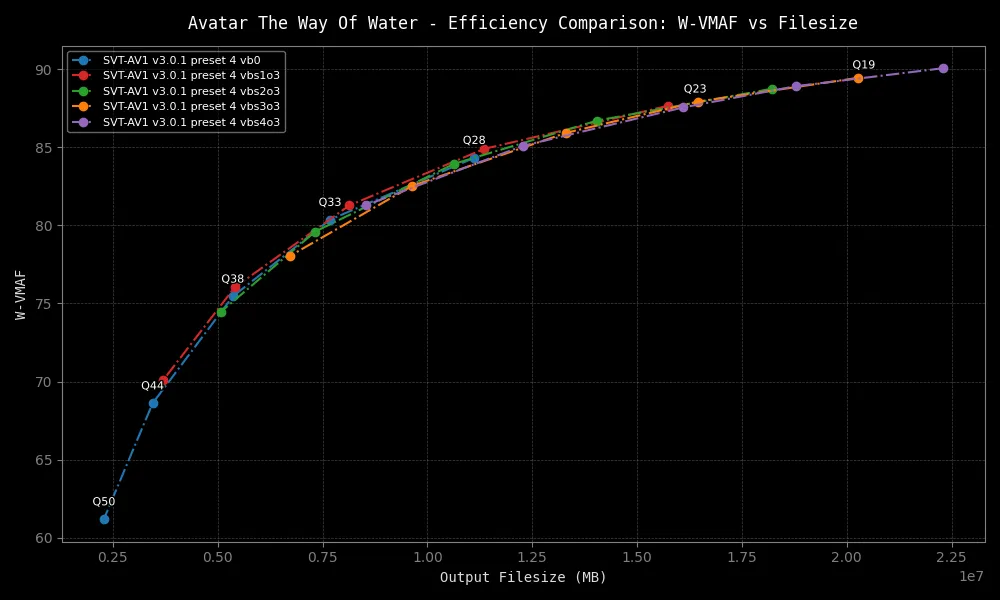 Avatar The Way Of Water - Efficiency Comparison: W-VMAF vs Filesize
SVT-AV1 v3.0.1 preset 4 vb0
SVT-AV1 v3.0.1 preset 4 vbs1o3
SVT-AV1 v3.0.1 preset 4 vbs2o3
SVT-AV1 v3.0.1 preset 4 vbs3o3
SVT-AV1 v3.0.1 preset 4 vbs4o3
Q19
Q23
Q28
Q33
Q38
Q44
Q50
90
85
80
75
70
65
60
W-VMAF
0.25
0.50
0.75
1.00
1.25
1.50
1.75
2.00
2.25
1e7
Output Filesize (MB)